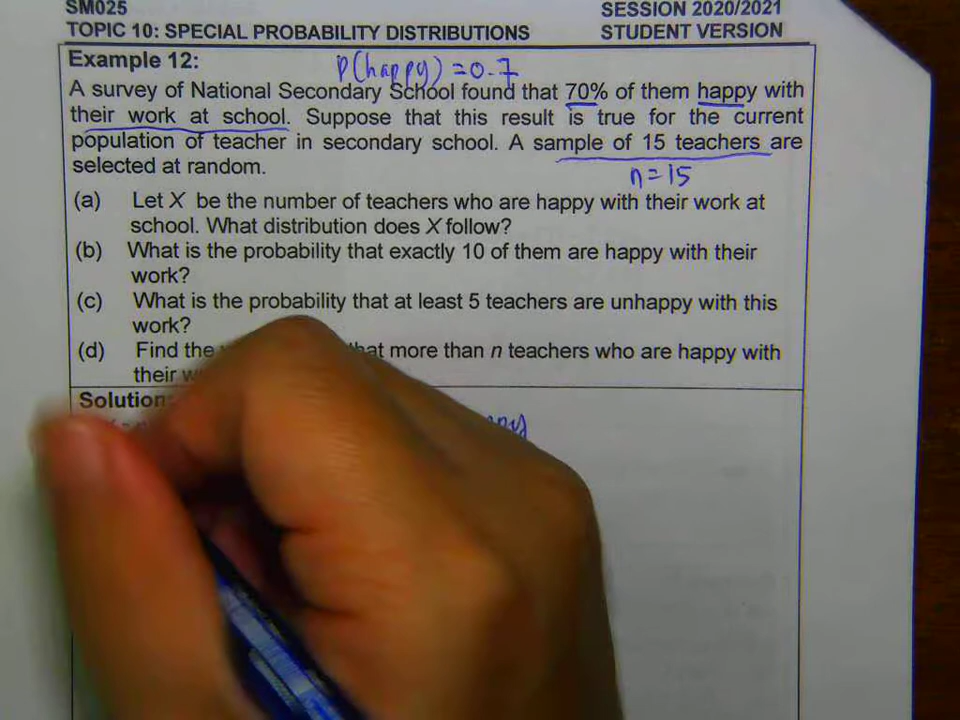 SM025 SESSION 2020/2021
TOPIC 10: SPECIAL PROBABILITY DISTRIBUTIONS STUDENT VERSION
Example 12:
P(happy) = 0.7
A survey of National Secondary School found that 70% of them happy with
their work at school. Suppose that this result is true for the current
population of teacher in secondary school. A sample of 15 teachers are
selected at random.
n=15
(a) Let X be the number of teachers who are happy with their work at
school. What distribution does X follow?
(b) What is the probability that exactly 10 of them are happy with their
work?
(c) What is the probability that at least 5 teachers are unhappy with this
work?
(d) Find the that more than n teachers who are happy with
their
Solution: